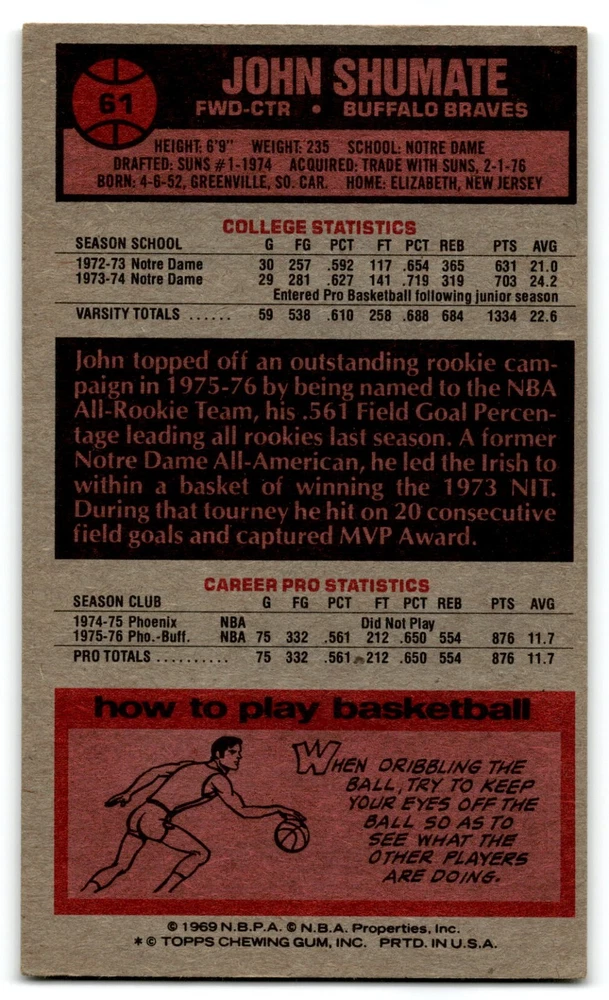 61
JOHN SHUMATE
FWD-CTR • BUFFALO BRAVES
HEIGHT: 6'9" WEIGHT: 235 SCHOOL: NOTRE DAME
DRAFTED: SUNS #1-1974 ACQUIRED: TRADE WITH SUNS, 2-1-76
BORN: 4-6-52, GREENVILLE, SO. CAR. HOME: ELIZABETH, NEW JERSEY
COLLEGE STATISTICS
SEASON SCHOOL G FG PCT FT PCT REB PTS AVG
1972-73 Notre Dame 30 257 .592 117 .654 365 631 21.0
1973-74 Notre Dame 29 281 .627 141 .719 319 703 24.2
Entered Pro Basketball following junior season
VARSITY TOTALS ...... 59 538 .610 258 .688 684 1334 22.6
John topped off an outstanding rookie cam-
paign in 1975-76 by being named to the NBA
All-Rookie Team, his .561 Field Goal Percen-
tage leading all rookies last season. A former
Notre Dame All-American, he led the Irish to
within a basket of winning the 1973 NIT.
During that tourney he hit on 20 consecutive
field goals and captured MVP Award.
CAREER PRO STATISTICS
SEASON CLUB G FG PCT FT PCT REB PTS AVG
1974-75 Phoenix NBA Did Not Play
1975-76 Pho.-Buff. NBA 75 332 .561 212 .650 554 876 11.7
PRO TOTALS .......... 75 332 .561 212 .650 554 876 11.7
how to play basketball
WHEN DRIBBLING THE
BALL, TRY TO KEEP
YOUR EYES OFF THE
BALL SO AS TO
SEE WHAT THE
OTHER PLAYERS
ARE DOING.
© 1969 N.B.P.A. © N.B.A. Properties, Inc.
* © TOPPS CHEWING GUM, INC. PRTD. IN U.S.A.